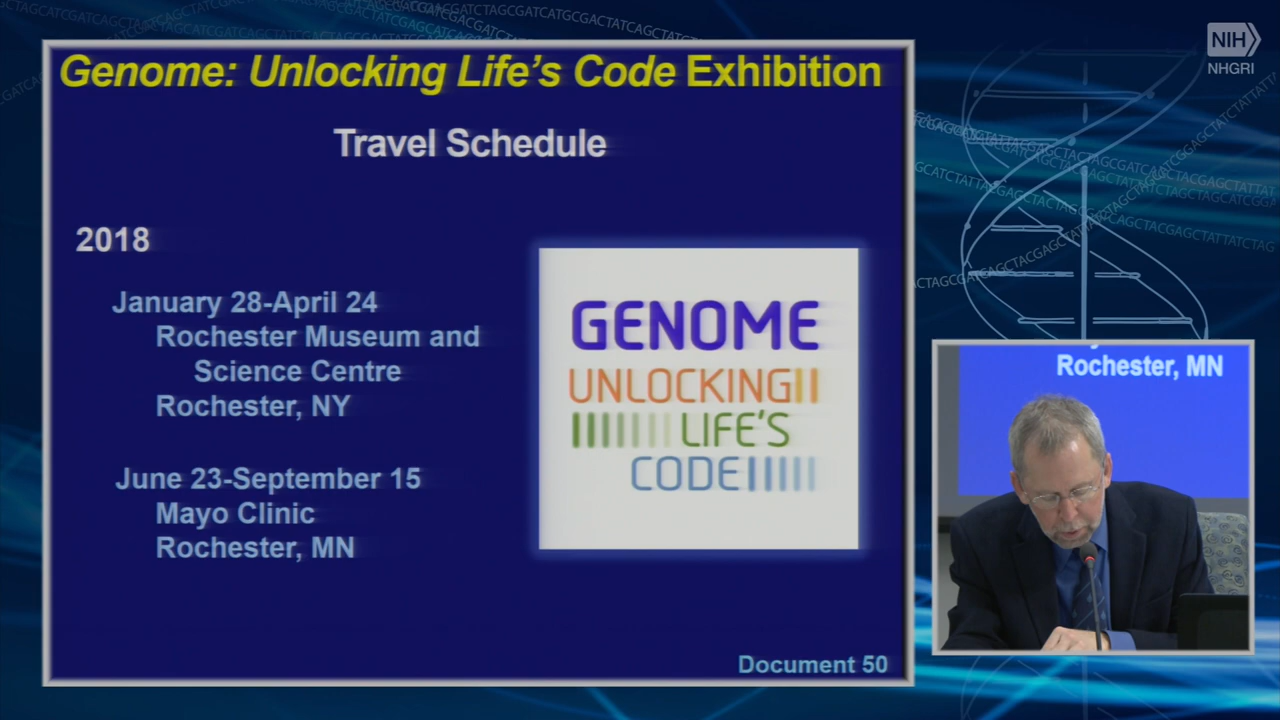 NIH
NHGRI
Genome: Unlocking Life's Code Exhibition
Travel Schedule
2018
January 28-April 24
Rochester Museum and
Science Centre
Rochester, NY
June 23-September 15
Mayo Clinic
Rochester, MN
GENOME
UNLOCKING
LIFE'S
CODE
Document 50
Rochester, MN